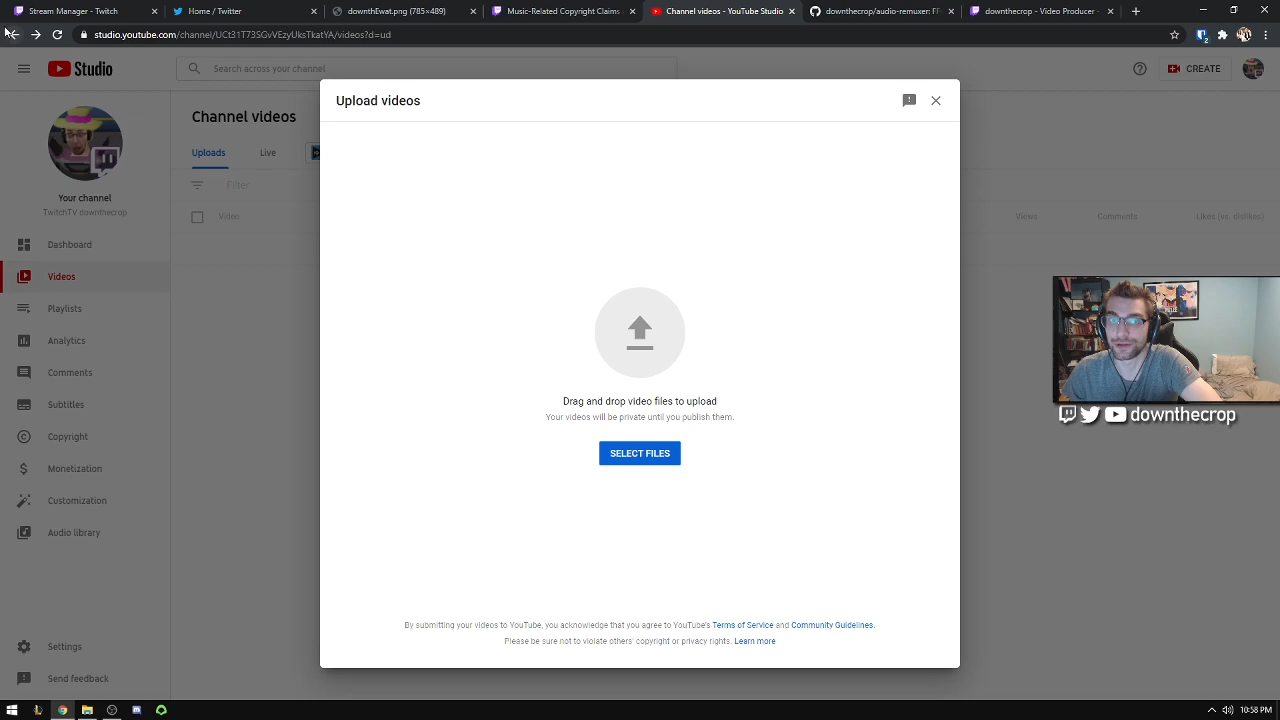 Stream Manager - Twitch
Home / Twitter
downthEwt.png (785×489)
Music-Related Copyright Claims
Channel videos - YouTube Studio
downthecrop/audio-remuxer: FF
downthecrop - Video Producer
studio.youtube.com/channel/UCt31T73SGvVEzyUksTkatYA/videos?d=ud
2
Studio
Search across your channel
CREATE
Upload videos
Your channel
TwitchTV downthecrop
Dashboard
Videos
Playlists
Analytics
Comments
Subtitles
Copyright
Monetization
Customization
Audio library
Settings
Send feedback
Channel videos
Uploads
Live
Filter
Video
Views
Comments
Likes (vs. dislikes)
Drag and drop video files to upload
Your videos will be private until you publish them.
SELECT FILES
By submitting your videos to YouTube, you acknowledge that you agree to YouTube's Terms of Service and Community Guidelines.
Please be sure not to violate others' copyright or privacy rights. Learn more
downthecrop
10:58 PM